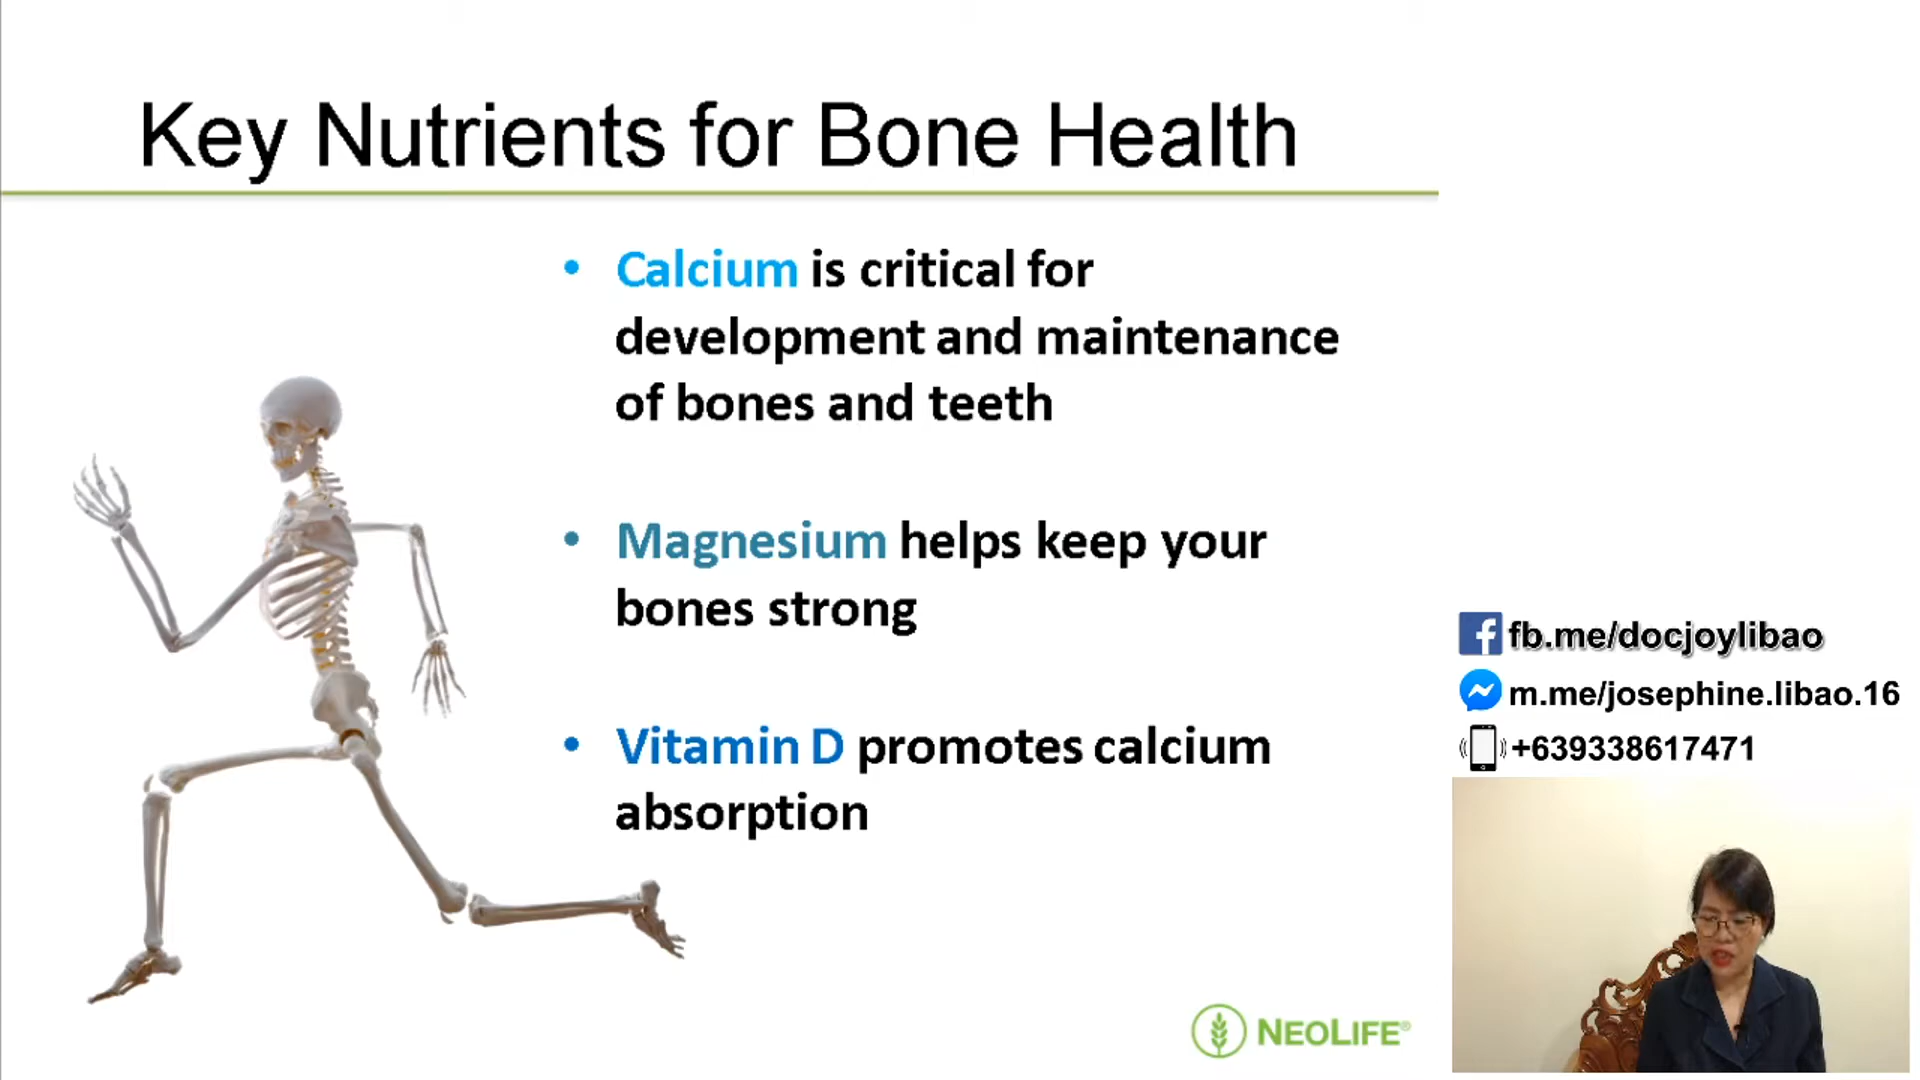 Key Nutrients for Bone Health
• Calcium is critical for
development and maintenance
of bones and teeth
• Magnesium helps keep your
bones strong
• Vitamin D promotes calcium
absorption
fb.me/docjoylibao
m.me/josephine.libao.16
+639338617471
NEOLIFE®